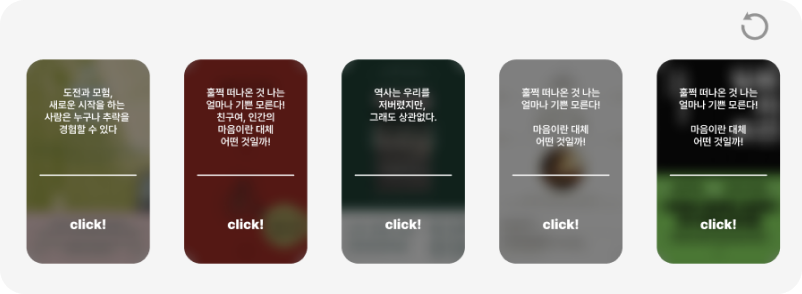 도전과 모험,
새로운 시작을 하는
사람은 누구나 추락을
경험할 수 있다
click!
훌쩍 떠나온 것 나는
얼마나 기쁜 모른다!
친구여, 인간의
마음이란 대체
어떤 것일까!
click!
역사는 우리를
저버렸지만,
그래도 상관없다.
click!
훌쩍 떠나온 것 나는
얼마나 기쁜 모른다!
마음이란 대체
어떤 것일까!
click!
훌쩍 떠나온 것 나는
얼마나 기쁜 모른다!
마음이란 대체
어떤 것일까!
click!